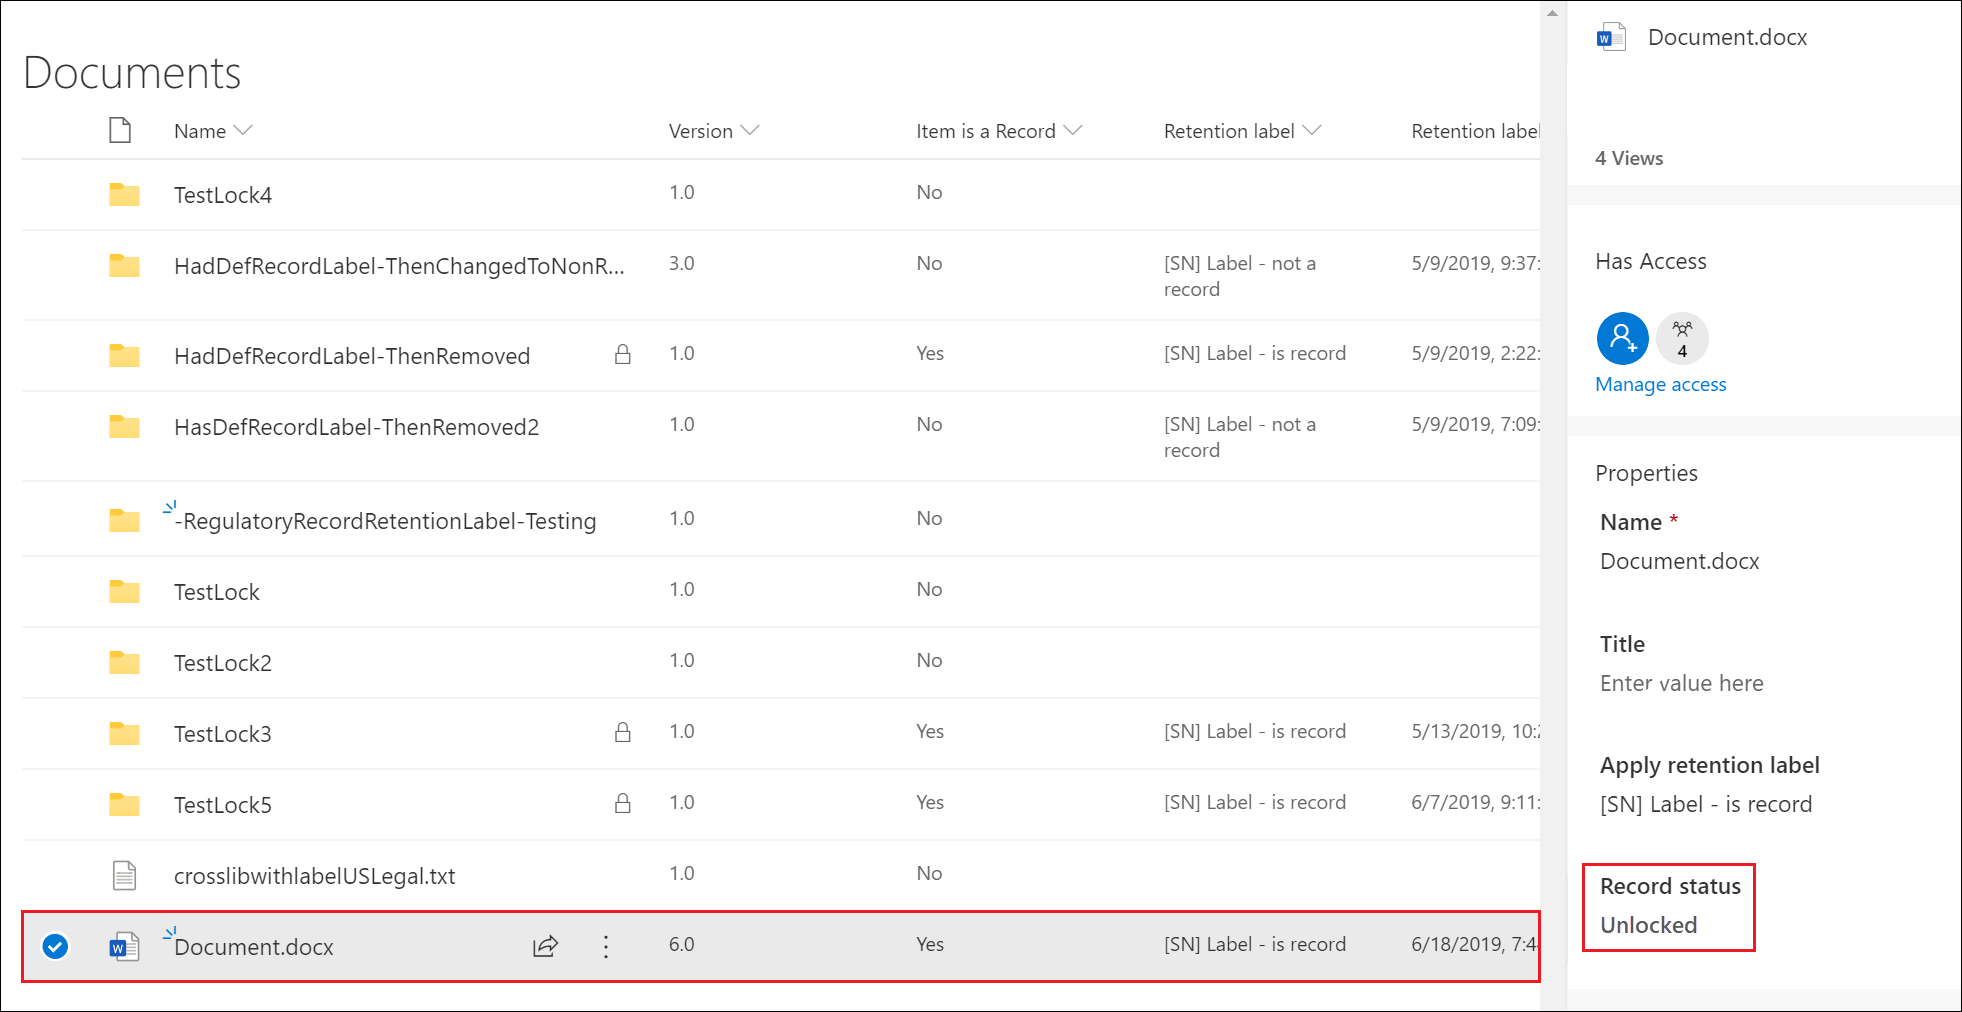 Documents
Name Version Item is a Record Retention label Retention label
TestLock4 1.0 No
HadDefRecordLabel-ThenChangedToNonR... 3.0 No [SN] Label - not a 5/9/2019, 9:37:
record
HadDefRecordLabel-ThenRemoved 1.0 Yes [SN] Label - is record 5/9/2019, 2:22:
HasDefRecordLabel-ThenRemoved2 1.0 No [SN] Label - not a 5/9/2019, 7:09:
record
-RegulatoryRecordRetentionLabel-Testing 1.0 No
TestLock 1.0 No
TestLock2 1.0 No
TestLock3 1.0 Yes [SN] Label - is record 5/13/2019, 10:2
TestLock5 1.0 Yes [SN] Label - is record 6/7/2019, 9:11:
crosslibwithlabelUSLegal.txt 1.0 No
W Document.docx 6.0 Yes [SN] Label - is record 6/18/2019, 7:4
W Document.docx
4 Views
Has Access
4
Manage access
Properties
Name *
Document.docx
Title
Enter value here
Apply retention label
[SN] Label - is record
Record status
Unlocked